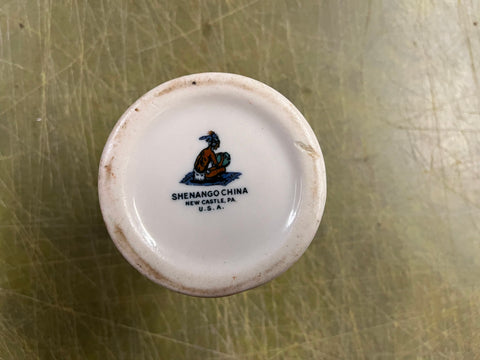 SHENANGO CHINA
NEW CASTLE, PA.
U.S.A.